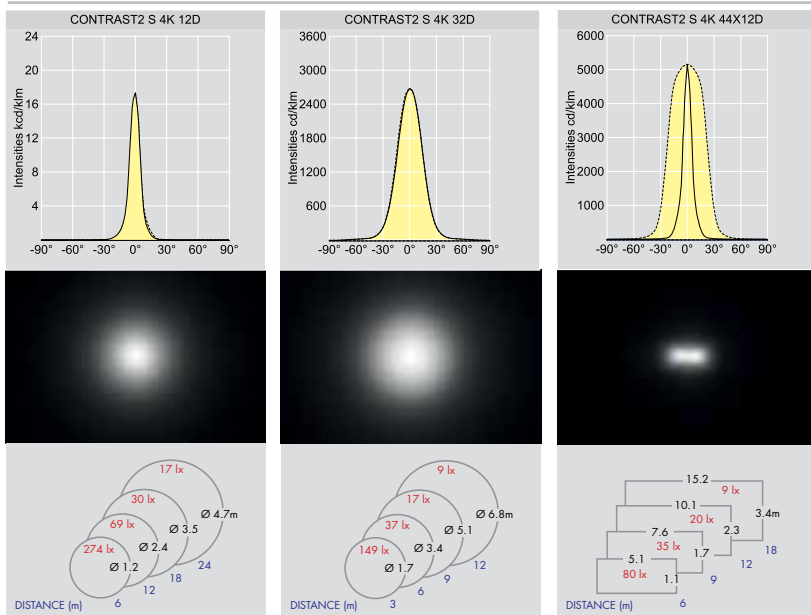 CONTRAST2 S 4K 12D
24
20
16
12
8
4
Intensities kcd/klm
-90° -60° -30° 0° 30° 60° 90°
17 lx
30 lx
69 lx
274 lx
Ø 4.7m
Ø 3.5
Ø 2.4
Ø 1.2
24
18
12
6
DISTANCE (m)
CONTRAST2 S 4K 32D
3600
3000
2400
1800
1200
600
Intensities cd/klm
-90° -60° -30° 0° 30° 60° 90°
9 lx
17 lx
37 lx
149 lx
Ø 6.8m
Ø 5.1
Ø 3.4
Ø 1.7
12
9
6
3
DISTANCE (m)
CONTRAST2 S 4K 44X12D
6000
5000
4000
3000
2000
1000
Intensities cd/klm
-90° -60° -30° 0° 30° 60° 90°
15.2
9 lx
10.1
3.4m
20 lx
7.6
2.3
35 lx
18
5.1
1.7
12
80 lx
1.1
9
6
DISTANCE (m)